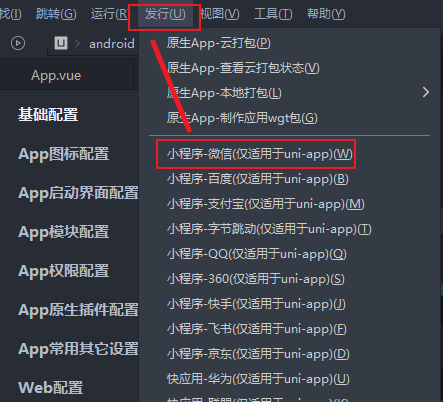 找(I) 跳转(G) 运行(R) 发行(U) 视图(V) 工具(T) 帮助(Y)
U android
App.vue
基础配置
App图标配置
App启动界面配置
App模块配置
App权限配置
App原生插件配置
App常用其它设置
Web配置
原生App-云打包(P)
原生App-查看云打包状态(V)
原生App-本地打包(L)
原生App-制作应用wgt包(G)
小程序-微信(仅适用于uni-app)(W)
小程序-百度(仅适用于uni-app)(B)
小程序-支付宝(仅适用于uni-app)(M)
小程序-字节跳动(仅适用于uni-app)(T)
小程序-QQ(仅适用于uni-app)(Q)
小程序-360(仅适用于uni-app)(S)
小程序-快手(仅适用于uni-app)(J)
小程序-飞书(仅适用于uni-app)(F)
小程序-京东(仅适用于uni-app)(D)
快应用-华为(仅适用于uni-app)(U)